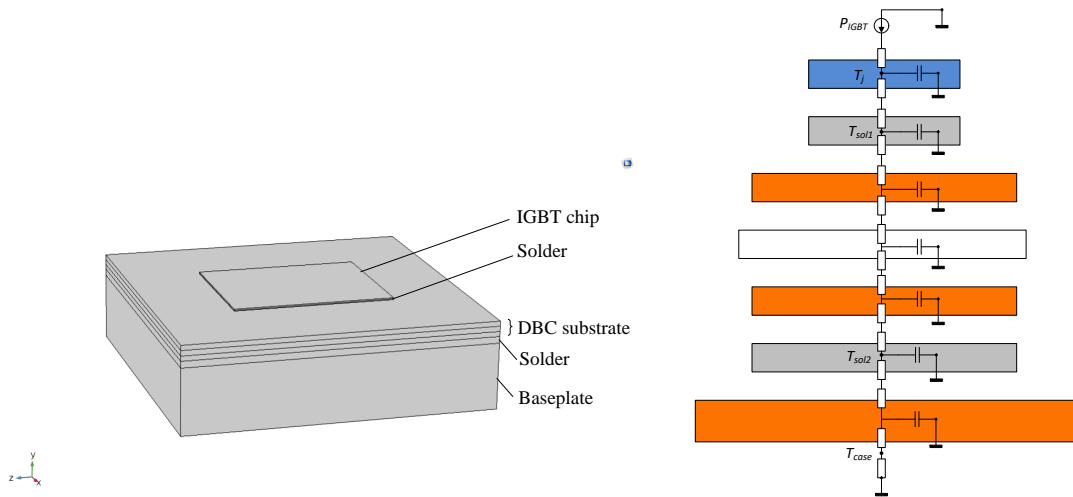 IGBT chip
Solder
DBC substrate
Solder
Baseplate
y
z
x
P_IGBT
T_j
T_sol1
T_sol2
T_case